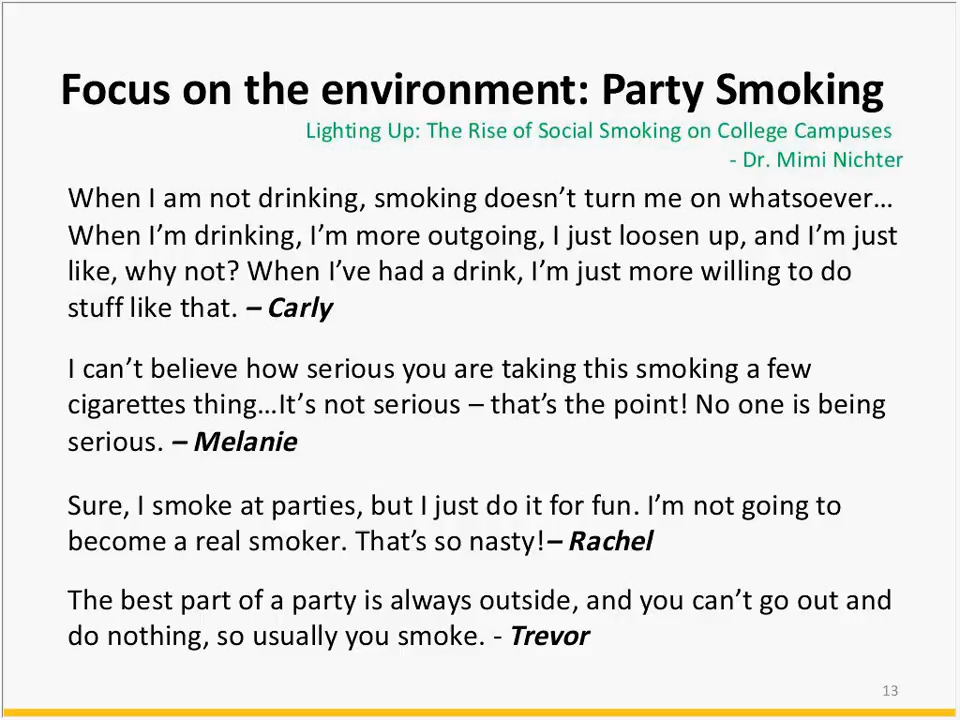 Focus on the environment: Party Smoking
Lighting Up: The Rise of Social Smoking on College Campuses
- Dr. Mimi Nichter
When I am not drinking, smoking doesn’t turn me on whatsoever…
When I’m drinking, I’m more outgoing, I just loosen up, and I’m just
like, why not? When I’ve had a drink, I’m just more willing to do
stuff like that. – Carly
I can’t believe how serious you are taking this smoking a few
cigarettes thing…It’s not serious – that’s the point! No one is being
serious. – Melanie
Sure, I smoke at parties, but I just do it for fun. I’m not going to
become a real smoker. That’s so nasty!– Rachel
The best part of a party is always outside, and you can’t go out and
do nothing, so usually you smoke. - Trevor
13